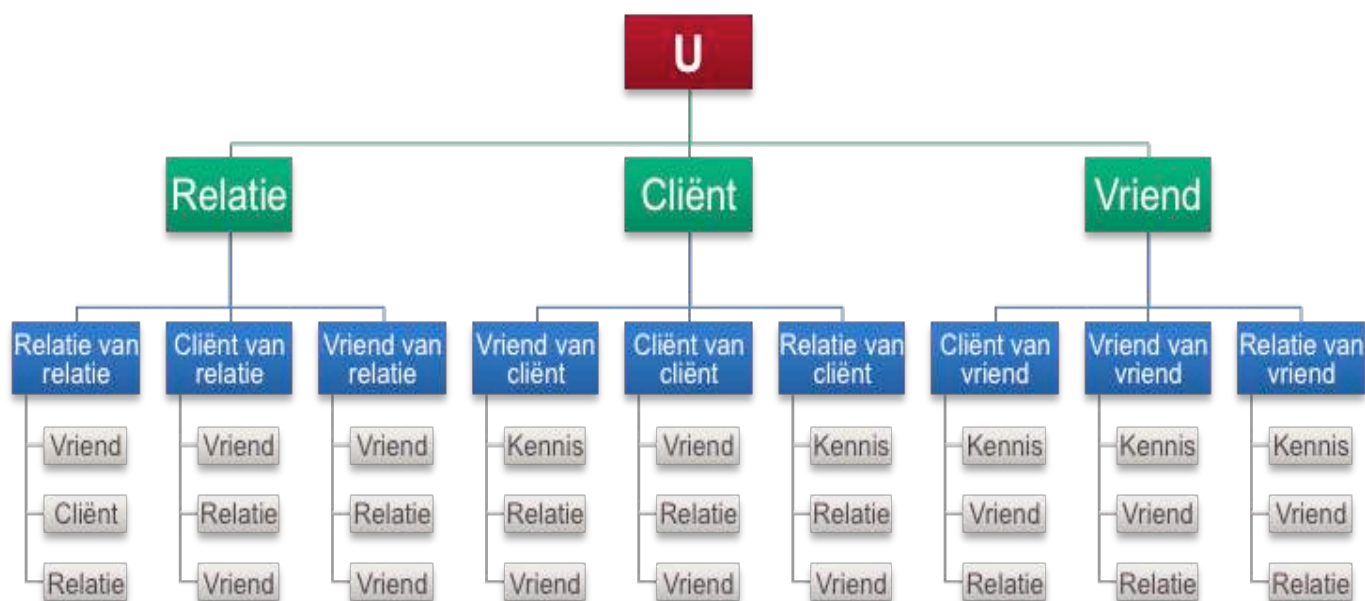 U
Relatie
Cliënt
Vriend
Relatie van
relatie
Cliënt van
relatie
Vriend van
relatie
Vriend van
cliënt
Cliënt van
cliënt
Relatie van
cliënt
Cliënt van
vriend
Vriend van
vriend
Relatie van
vriend
Vriend
Vriend
Vriend
Kennis
Vriend
Kennis
Kennis
Kennis
Kennis
Cliënt
Relatie
Relatie
Relatie
Relatie
Relatie
Vriend
Vriend
Vriend
Relatie
Vriend
Vriend
Vriend
Vriend
Vriend
Relatie
Relatie
Relatie